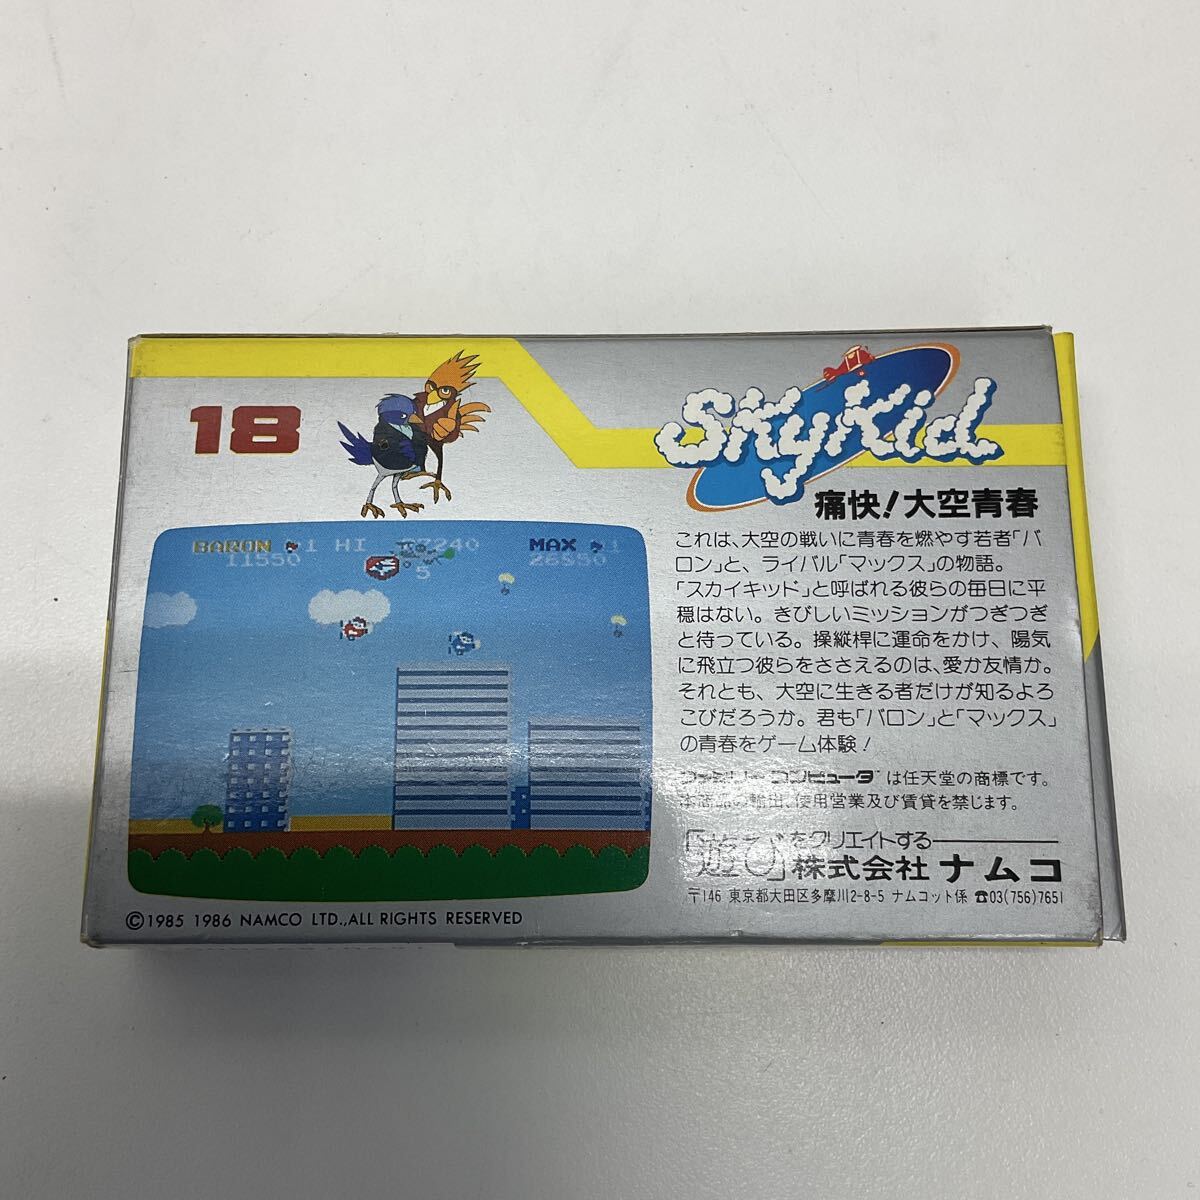 18
SkyKid
痛快!大空青春
これは、大空の戦いに青春を燃やす若者「バ
ロン」と、ライバル「マックス」の物語。
「スカイキッド」と呼ばれる彼らの毎日に平
穏はない。きびしいミッションがつぎつぎ
と待っている。操縦桿に運命をかけ、陽気
に飛立つ彼らをささえるのは、愛か友情か。
それとも、大空に生きる者だけが知るよろ
こびだろうか。君も「バロン」と「マックス」
の青春をゲーム体験!
ファミリーコンピュータ は任天堂の商標です。
本商品の輸出、使用営業及び賃貸を禁じます。
「遊び」をクリエイトする
株式会社 ナムコ
〒146 東京都大田区多摩川2-8-5 ナムコット係 ☎03(756)7651
BARON 1 HI 7240 MAX 1
11550 5
©1985 1986 NAMCO LTD.,ALL RIGHTS RESERVED